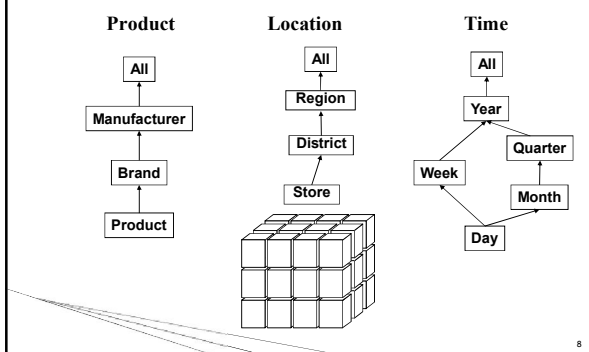 Product Location Time
All
Manufacturer
Brand
Product
All
Region
District
Store
All
Year
Quarter
Week
Month
Day
8